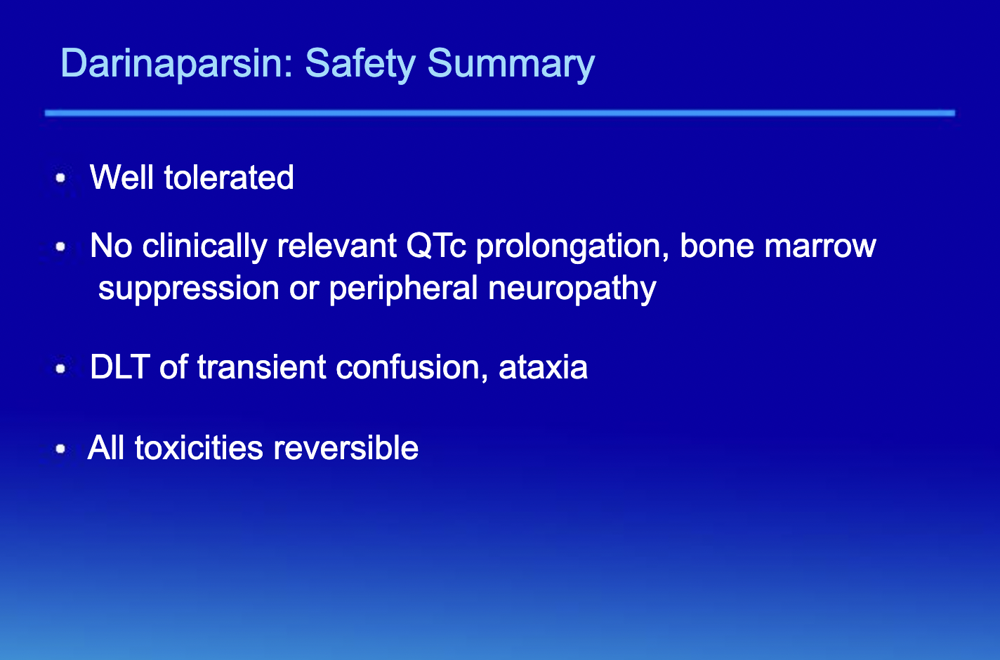 Darinaparsin: Safety Summary
• Well tolerated
• No clinically relevant QTc prolongation, bone marrow
suppression or peripheral neuropathy
• DLT of transient confusion, ataxia
• All toxicities reversible